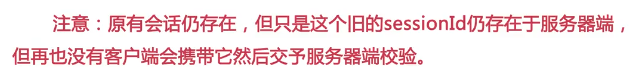 注意：原有会话仍存在，但只是这个旧的sessionId仍存在于服务器端，
但再也没有客户端会携带它然后交予服务器端校验。